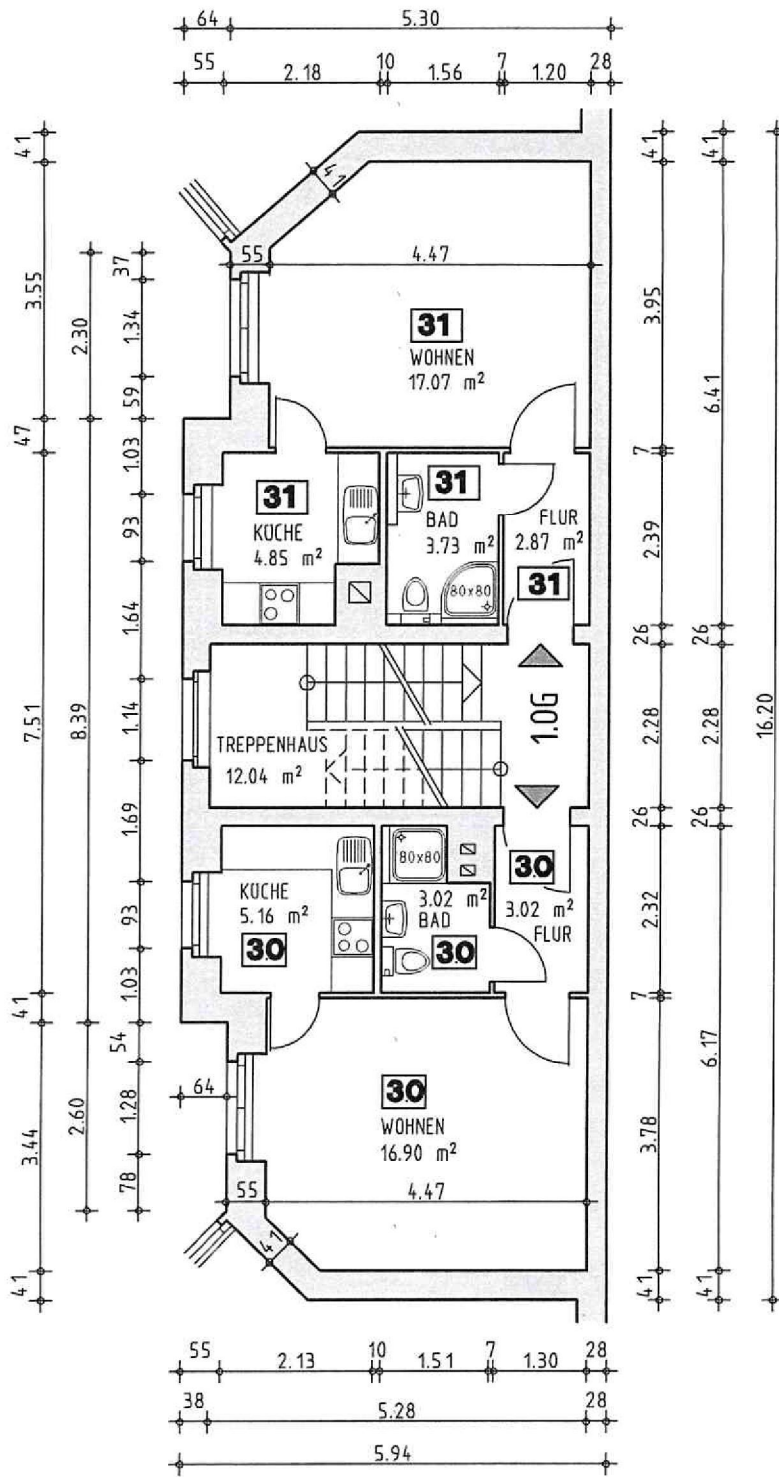 64 5.30
55 2.18 10 1.56 7 1.20 28
41 3.55 47 7.51 41 3.44 41
2.30 8.39 2.60
37 1.34 59 1.03 93 1.64 1.14 1.69 93 1.03 54 1.28 78
41
55 4.47
31
WOHNEN
17.07 m²
31
KÜCHE
4.85 m²
31
BAD
3.73 m²
80x80
FLUR
2.87 m²
31
TREPPENHAUS
12.04 m²
1.OG
KÜCHE
5.16 m²
30
80x80
3.02 m²
BAD
30
30
3.02 m²
FLUR
64
30
WOHNEN
16.90 m²
55 4.47
41
41 3.95 7 2.39 26 2.28 26 2.32 7 3.78 41
41 6.41 26 2.28 26 6.17 41
16.20
55 2.13 10 1.51 7 1.30 28
38 5.28 28
5.94